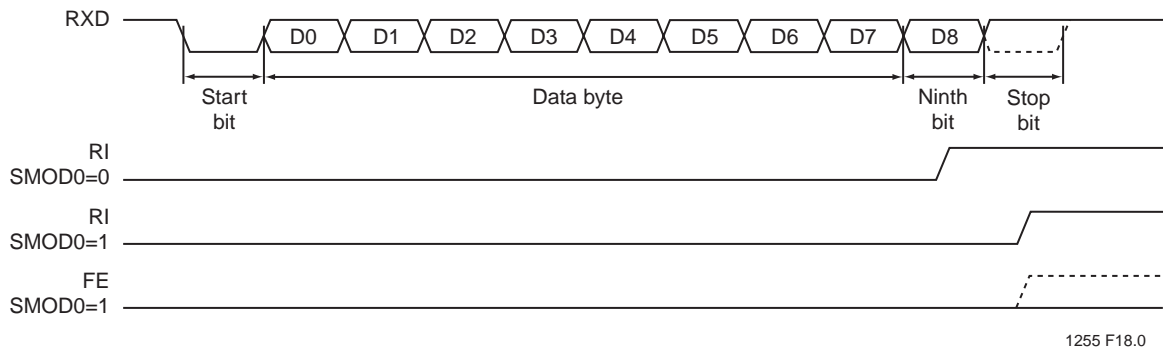 RXD
D0 D1 D2 D3 D4 D5 D6 D7 D8
Start
bit
Data byte
Ninth
bit
Stop
bit
RI
SMOD0=0
RI
SMOD0=1
FE
SMOD0=1
1255 F18.0